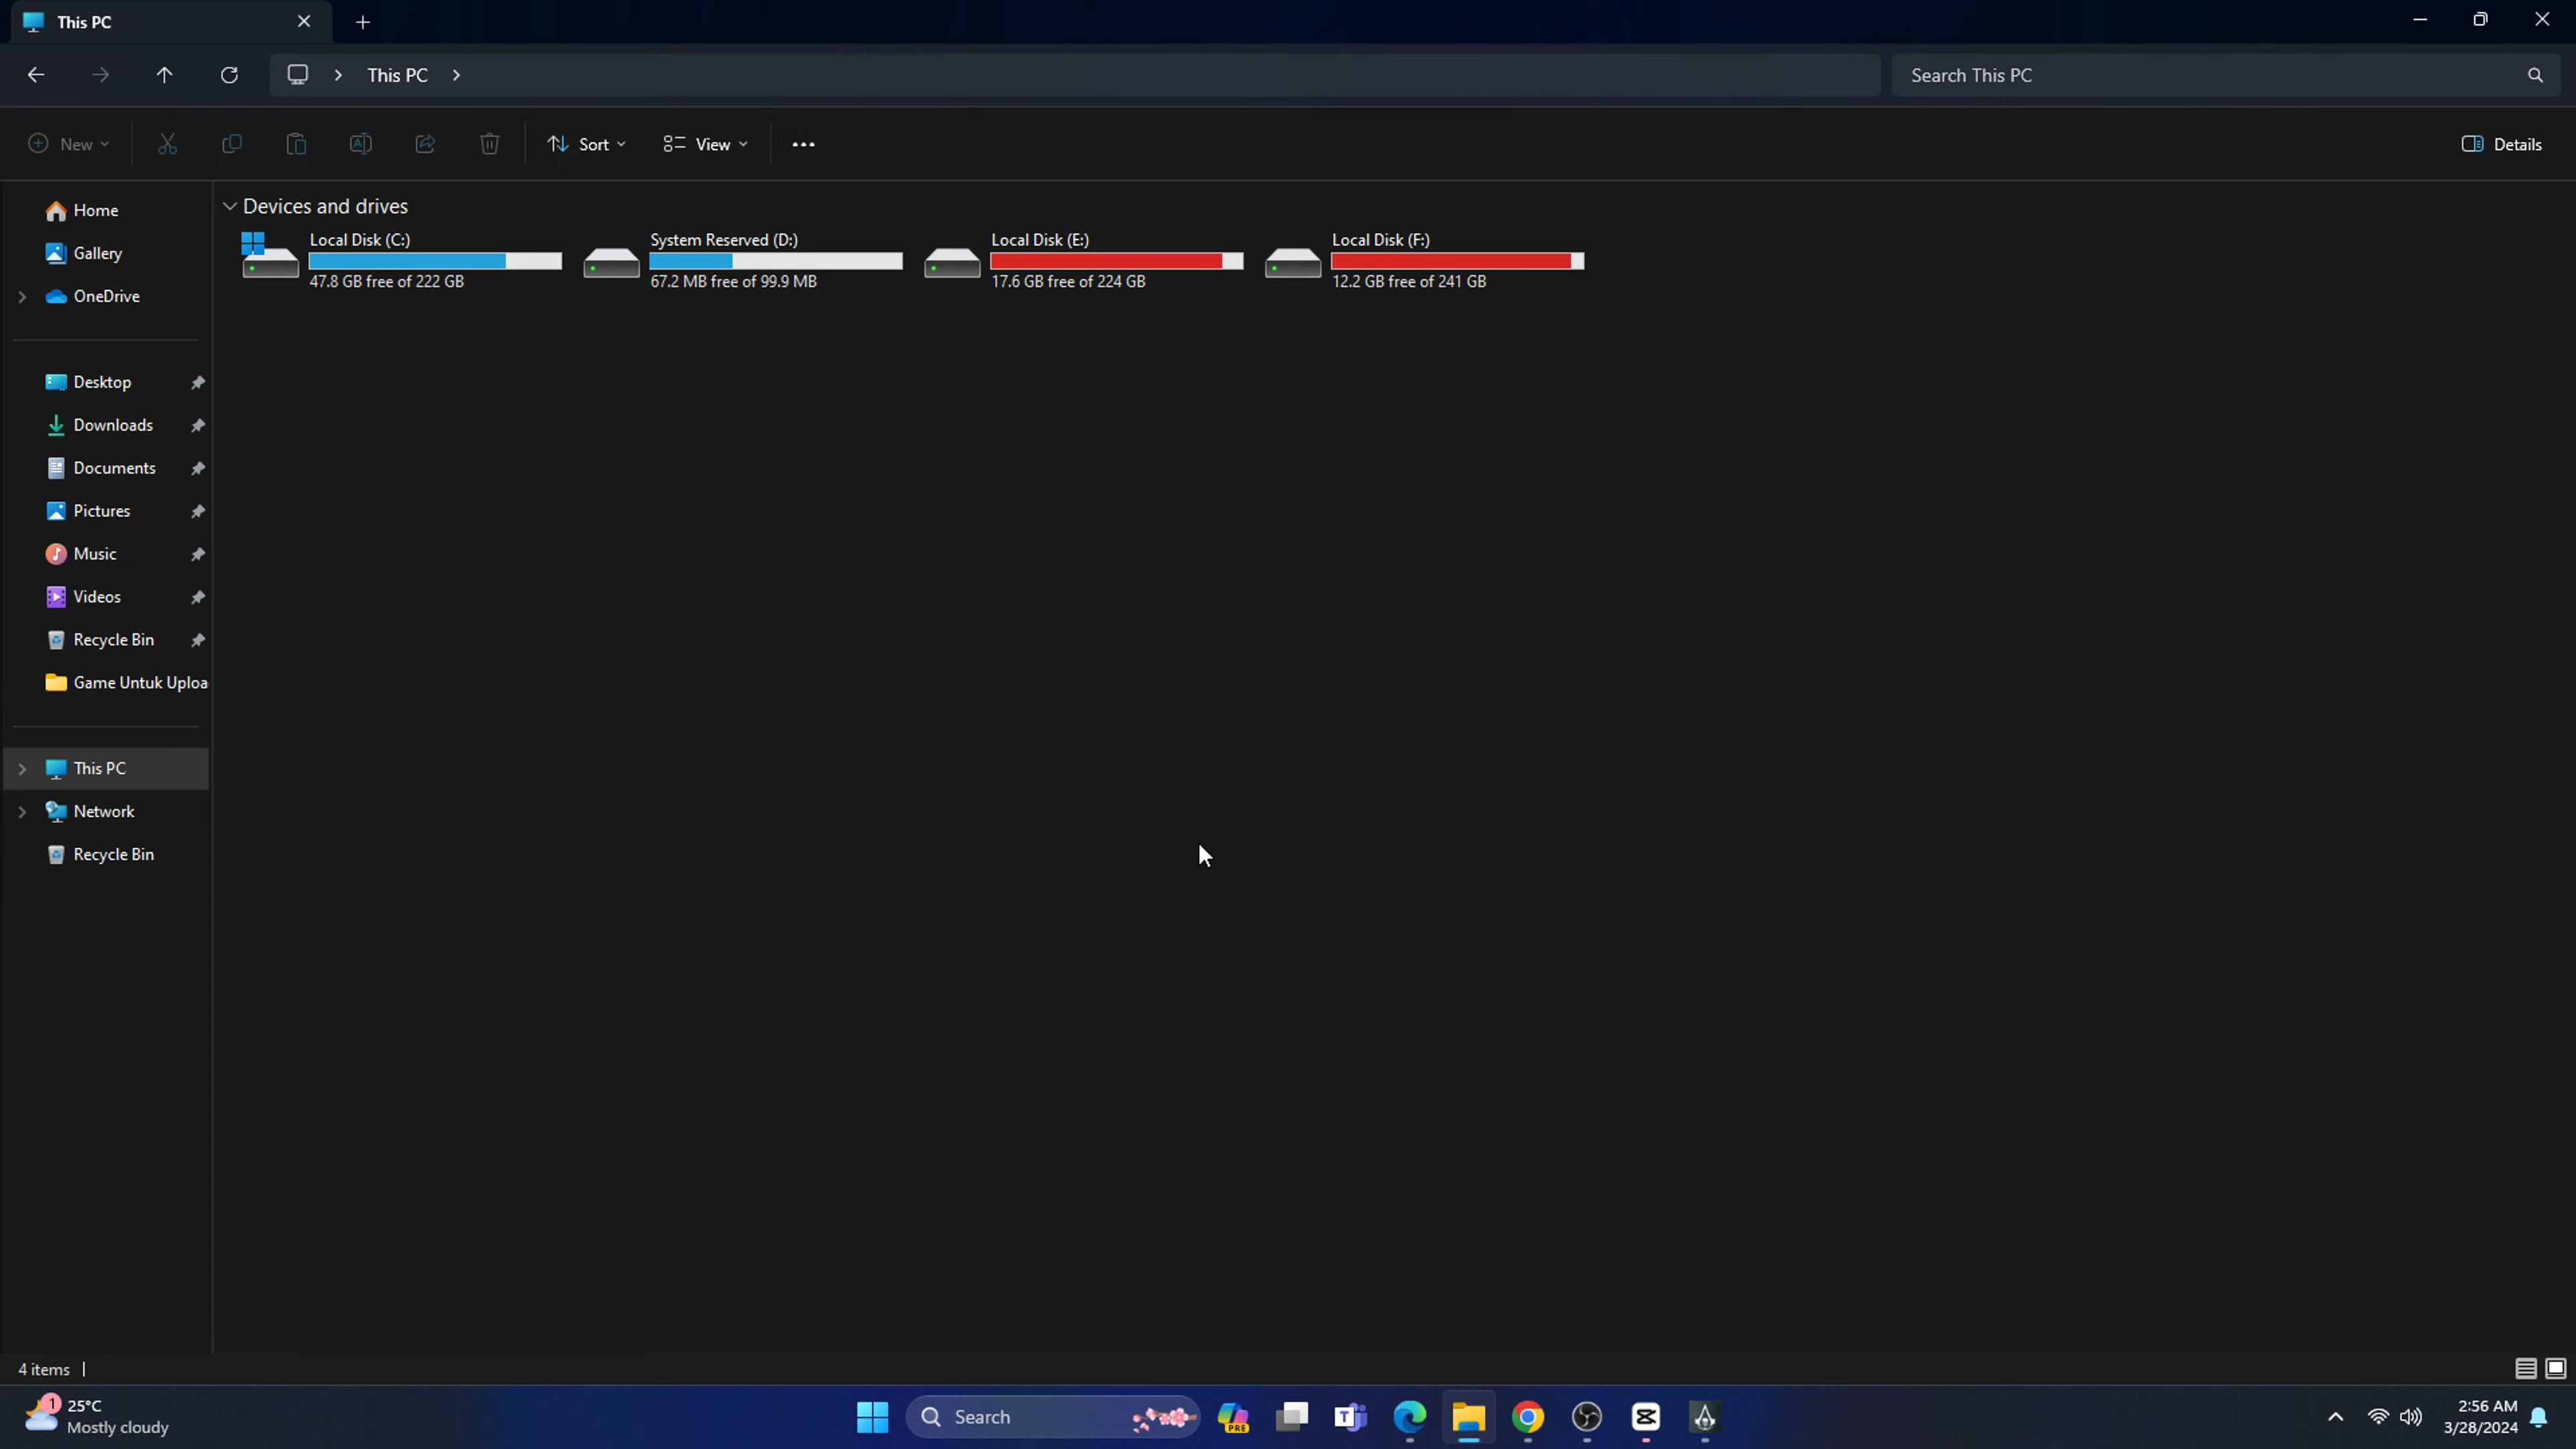 This PC
This PC
Search This PC
New
Sort
View
Details
Home
Gallery
OneDrive
Desktop
Downloads
Documents
Pictures
Music
Videos
Recycle Bin
Game Untuk Uploa
This PC
Network
Recycle Bin
Devices and drives
Local Disk (C:)
47.8 GB free of 222 GB
System Reserved (D:)
67.2 MB free of 99.9 MB
Local Disk (E:)
17.6 GB free of 224 GB
Local Disk (F:)
12.2 GB free of 241 GB
4 items
1
25°C
Mostly cloudy
Search
PRE
2:56 AM
3/28/2024